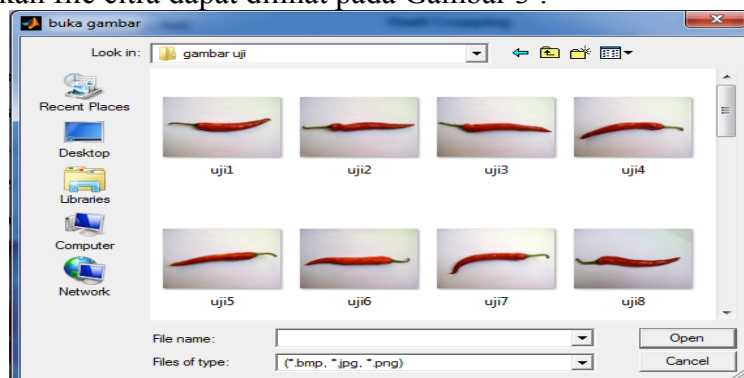 kan file citra dapat dilihat pada Gambar 5 :
buka gambar
Look in: gambar uji
Recent Places
Desktop
Libraries
Computer
Network
uji1 uji2 uji3 uji4
uji5 uji6 uji7 uji8
File name: Open
Files of type: (*.bmp, *.jpg, *.png) Cancel